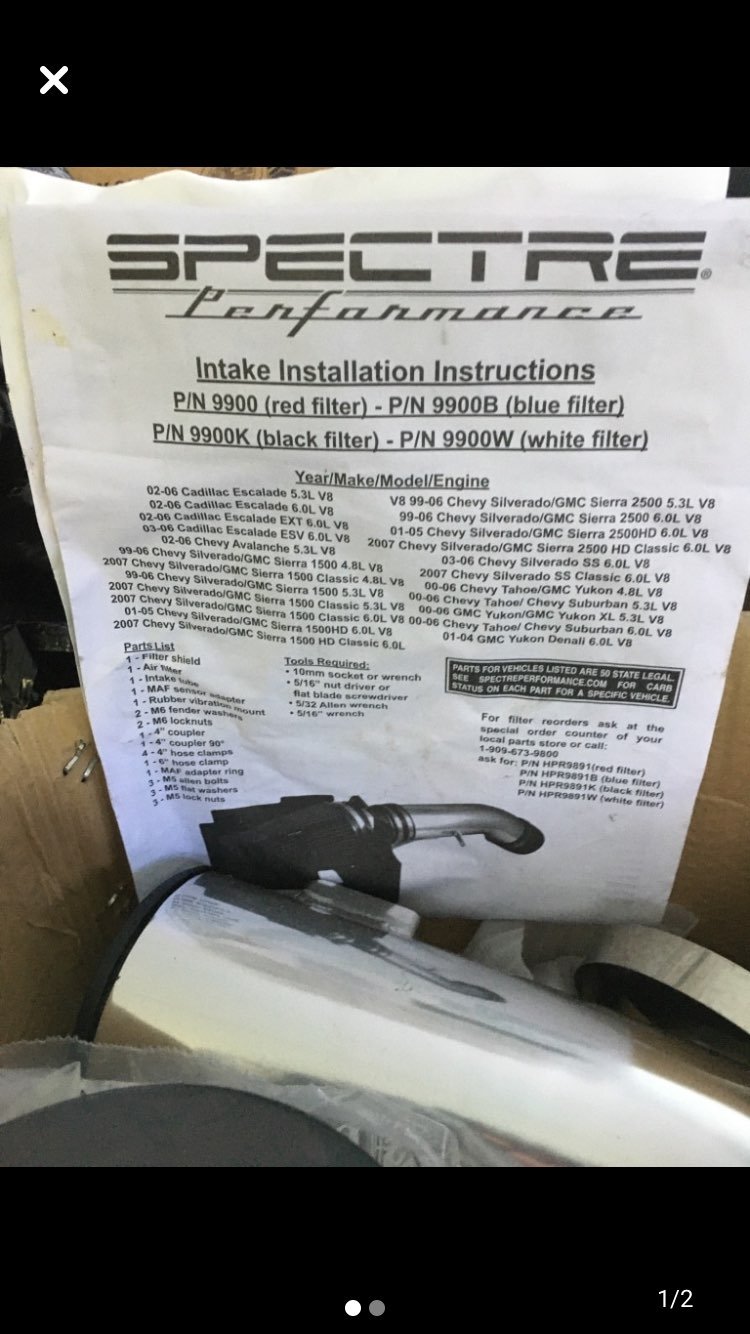 SPECTRE®
Performance
Intake Installation Instructions
P/N 9900 (red filter) - P/N 9900B (blue filter)
P/N 9900K (black filter) - P/N 9900W (white filter)
Year/Make/Model/Engine
02-06 Cadillac Escalade 5.3L V8
02-06 Cadillac Escalade 6.0L V8
02-06 Cadillac Escalade EXT 6.0L V8
03-06 Cadillac Escalade ESV 6.0L V8
02-06 Chevy Avalanche 5.3L V8
99-06 Chevy Silverado/GMC Sierra 1500 4.8L V8
2007 Chevy Silverado/GMC Sierra 1500 Classic 4.8L V8
99-06 Chevy Silverado/GMC Sierra 1500 5.3L V8
2007 Chevy Silverado/GMC Sierra 1500 Classic 5.3L V8
2007 Chevy Silverado/GMC Sierra 1500 Classic 6.0L V8
01-05 Chevy Silverado/GMC Sierra 1500HD 6.0L V8
2007 Chevy Silverado/GMC Sierra 1500 HD Classic 6.0L
V8 99-06 Chevy Silverado/GMC Sierra 2500 5.3L V8
99-06 Chevy Silverado/GMC Sierra 2500 6.0L V8
01-05 Chevy Silverado/GMC Sierra 2500HD 6.0L V8
2007 Chevy Silverado/GMC Sierra 2500 HD Classic 6.0L V8
03-06 Chevy Silverado SS 6.0L V8
2007 Chevy Silverado SS Classic 6.0L V8
00-06 Chevy Tahoe/GMC Yukon 4.8L V8
00-06 Chevy Tahoe/ Chevy Suburban 5.3L V8
00-06 GMC Yukon/GMC Yukon XL 5.3L V8
00-06 Chevy Tahoe/ Chevy Suburban 6.0L V8
01-04 GMC Yukon Denali 6.0L V8
Parts List
1 - Filter shield
1 - Air filter
1 - Intake tube
1 - MAF sensor adapter
1 - Rubber vibration mount
2 - M6 fender washers
2 - M6 locknuts
1 - 4" coupler
1 - 4" coupler 90°
4 - 4" hose clamps
1 - 6" hose clamp
1 - MAF adapter ring
3 - M5 allen bolts
3 - M5 flat washers
3 - M5 lock nuts
Tools Required:
• 10mm socket or wrench
• 5/16" nut driver or
flat blade screwdriver
• 5/32 Allen wrench
• 5/16" wrench
PARTS FOR VEHICLES LISTED ARE 50 STATE LEGAL.
SEE SPECTREPERFORMANCE.COM FOR CARB
STATUS ON EACH PART FOR A SPECIFIC VEHICLE.
For filter reorders ask at the
special order counter of your
local parts store or call:
1-909-673-9800
ask for: P/N HPR9891(red filter)
P/N HPR9891B (blue filter)
P/N HPR9891K (black filter)
P/N HPR9891W (white filter)
1/2